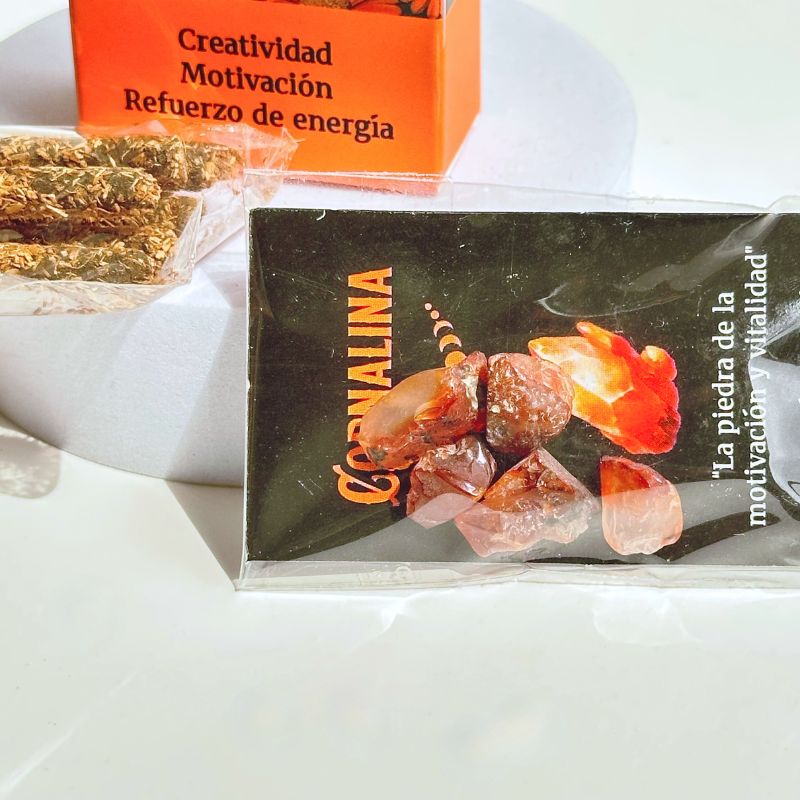 Creatividad
Motivación
Refuerzo de energía
CORNALINA
"La piedra de la
motivación y vitalidad"